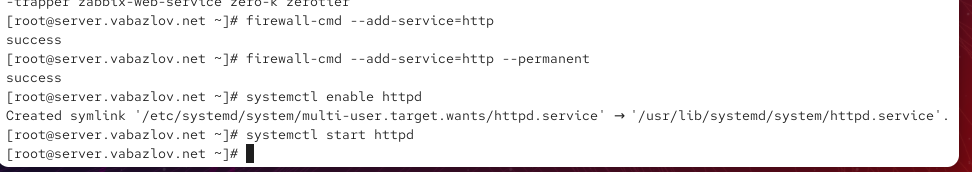 -trapper zabbix-web-service zero-k zerotier
[root@server.vabazlov.net ~]# firewall-cmd --add-service=http
success
[root@server.vabazlov.net ~]# firewall-cmd --add-service=http --permanent
success
[root@server.vabazlov.net ~]# systemctl enable httpd
Created symlink '/etc/systemd/system/multi-user.target.wants/httpd.service' → '/usr/lib/systemd/system/httpd.service'.
[root@server.vabazlov.net ~]# systemctl start httpd
[root@server.vabazlov.net ~]#